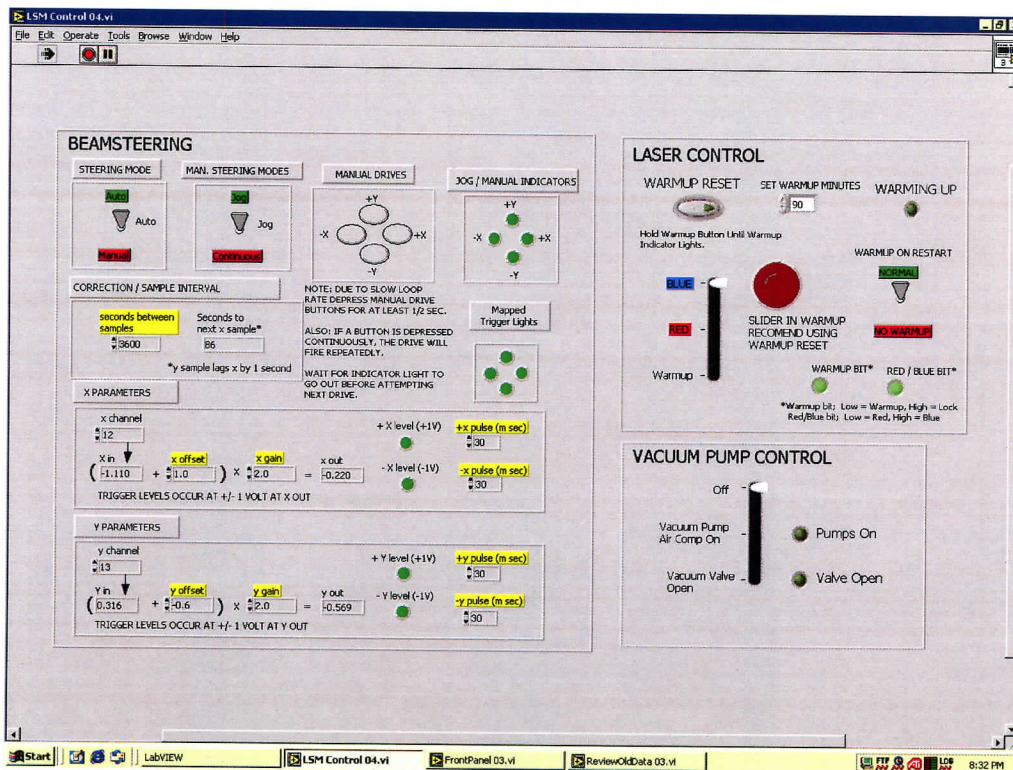 LSM Control 04.vi
File Edit Operate Tools Browse Window Help
3
BEAMSTEERING
STEERING MODE
MAN. STEERING MODES
MANUAL DRIVES
JOG / MANUAL INDICATORS
Auto
Auto
Manual
Jog
Jog
Continuous
+Y
-X +X
-Y
+Y
-X +X
-Y
CORRECTION / SAMPLE INTERVAL
seconds between
samples
3600
Seconds to
next x sample*
86
*y sample lags x by 1 second
NOTE: DUE TO SLOW LOOP
RATE DEPRESS MANUAL DRIVE
BUTTONS FOR AT LEAST 1/2 SEC.
ALSO: IF A BUTTON IS DEPRESSED
CONTINUOUSLY, THE DRIVE WILL
FIRE REPEATEDLY.
WAIT FOR INDICATOR LIGHT TO
GO OUT BEFORE ATTEMPTING
NEXT DRIVE.
Mapped
Trigger Lights
X PARAMETERS
x channel
12
X in x offset x gain x out
( -1.110 + 1.0 ) X 2.0 = -0.220
TRIGGER LEVELS OCCUR AT +/- 1 VOLT AT X OUT
+ X level (+1V)
- X level (-1V)
+x pulse (m sec)
30
-x pulse (m sec)
30
Y PARAMETERS
y channel
13
Y in y offset y gain y out
( 0.316 + -0.6 ) X 2.0 = -0.569
TRIGGER LEVELS OCCUR AT +/- 1 VOLT AT Y OUT
+ Y level (+1V)
- Y level (-1V)
+y pulse (m sec)
30
-y pulse (m sec)
30
LASER CONTROL
WARMUP RESET
SET WARMUP MINUTES
90
WARMING UP
Hold Warmup Button Until Warmup
Indicator Lights.
BLUE
RED
Warmup
SLIDER IN WARMUP
RECOMEND USING
WARMUP RESET
WARMUP ON RESTART
NORMAL
NO WARMUP
WARMUP BIT* RED / BLUE BIT*
*Warmup bit; Low = Warmup, High = Lock
Red/Blue bit; Low = Red, High = Blue
VACUUM PUMP CONTROL
Off
Vacuum Pump
Air Comp On
Vacuum Valve
Open
Pumps On
Valve Open
Start LabVIEW LSM Control 04.vi FrontPanel 03.vi ReviewOldData 03.vi FTP LOG 8:32 PM